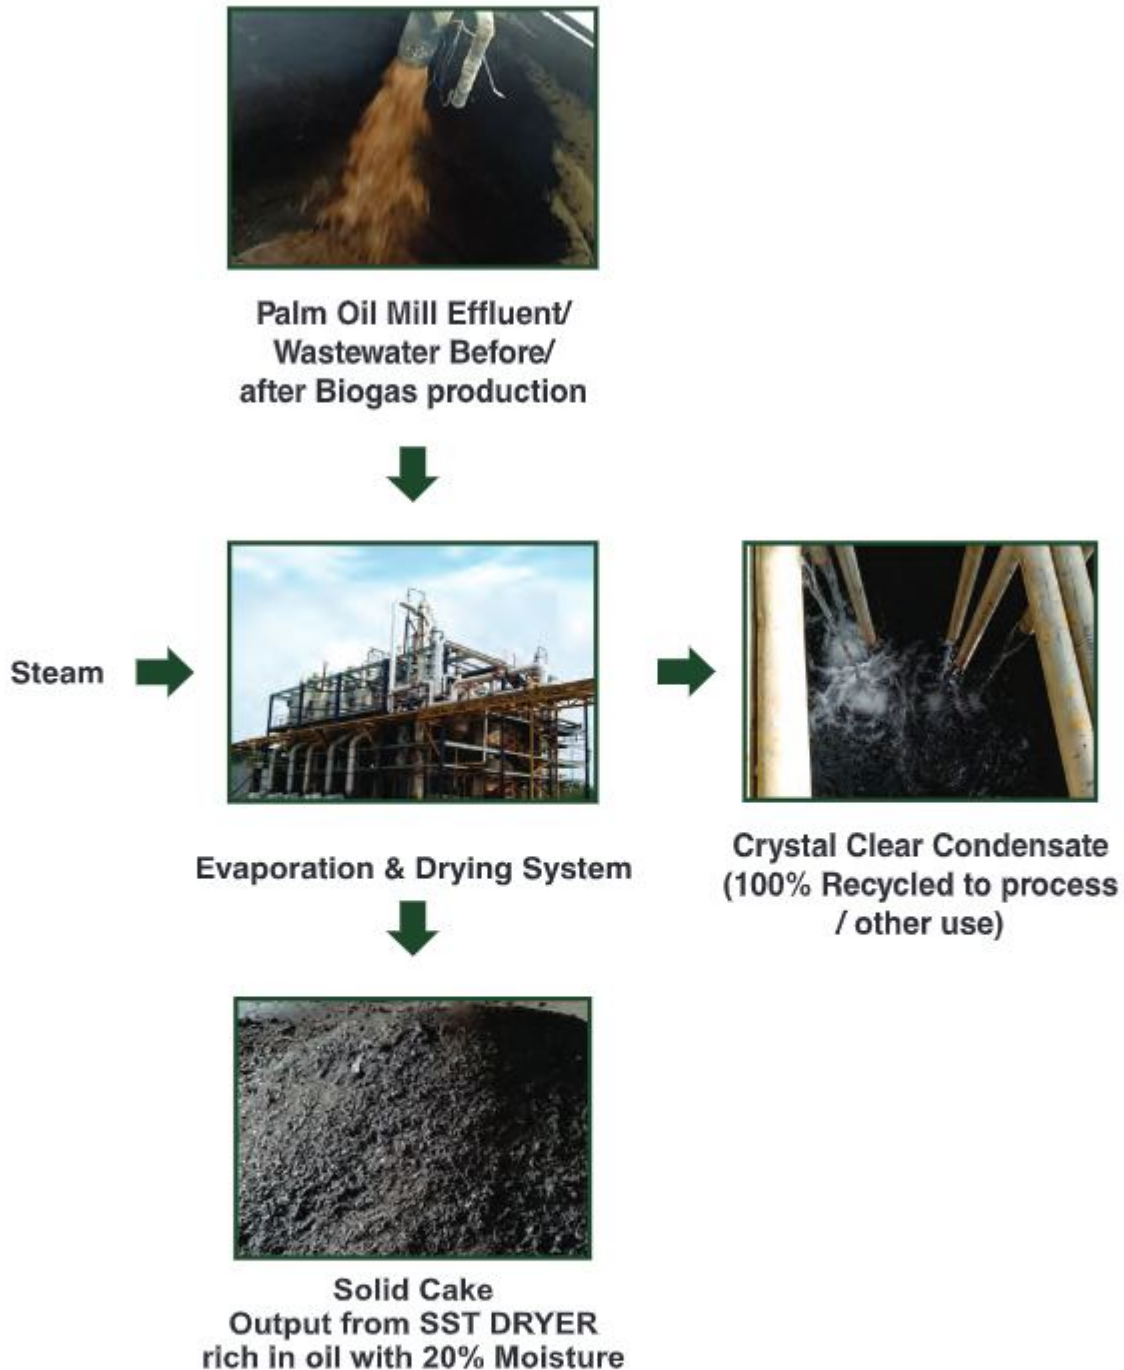 Palm Oil Mill Effluent/
Wastewater Before/
after Biogas production
Steam
Evaporation & Drying System
Crystal Clear Condensate
(100% Recycled to process
/ other use)
Solid Cake
Output from SST DRYER
rich in oil with 20% Moisture